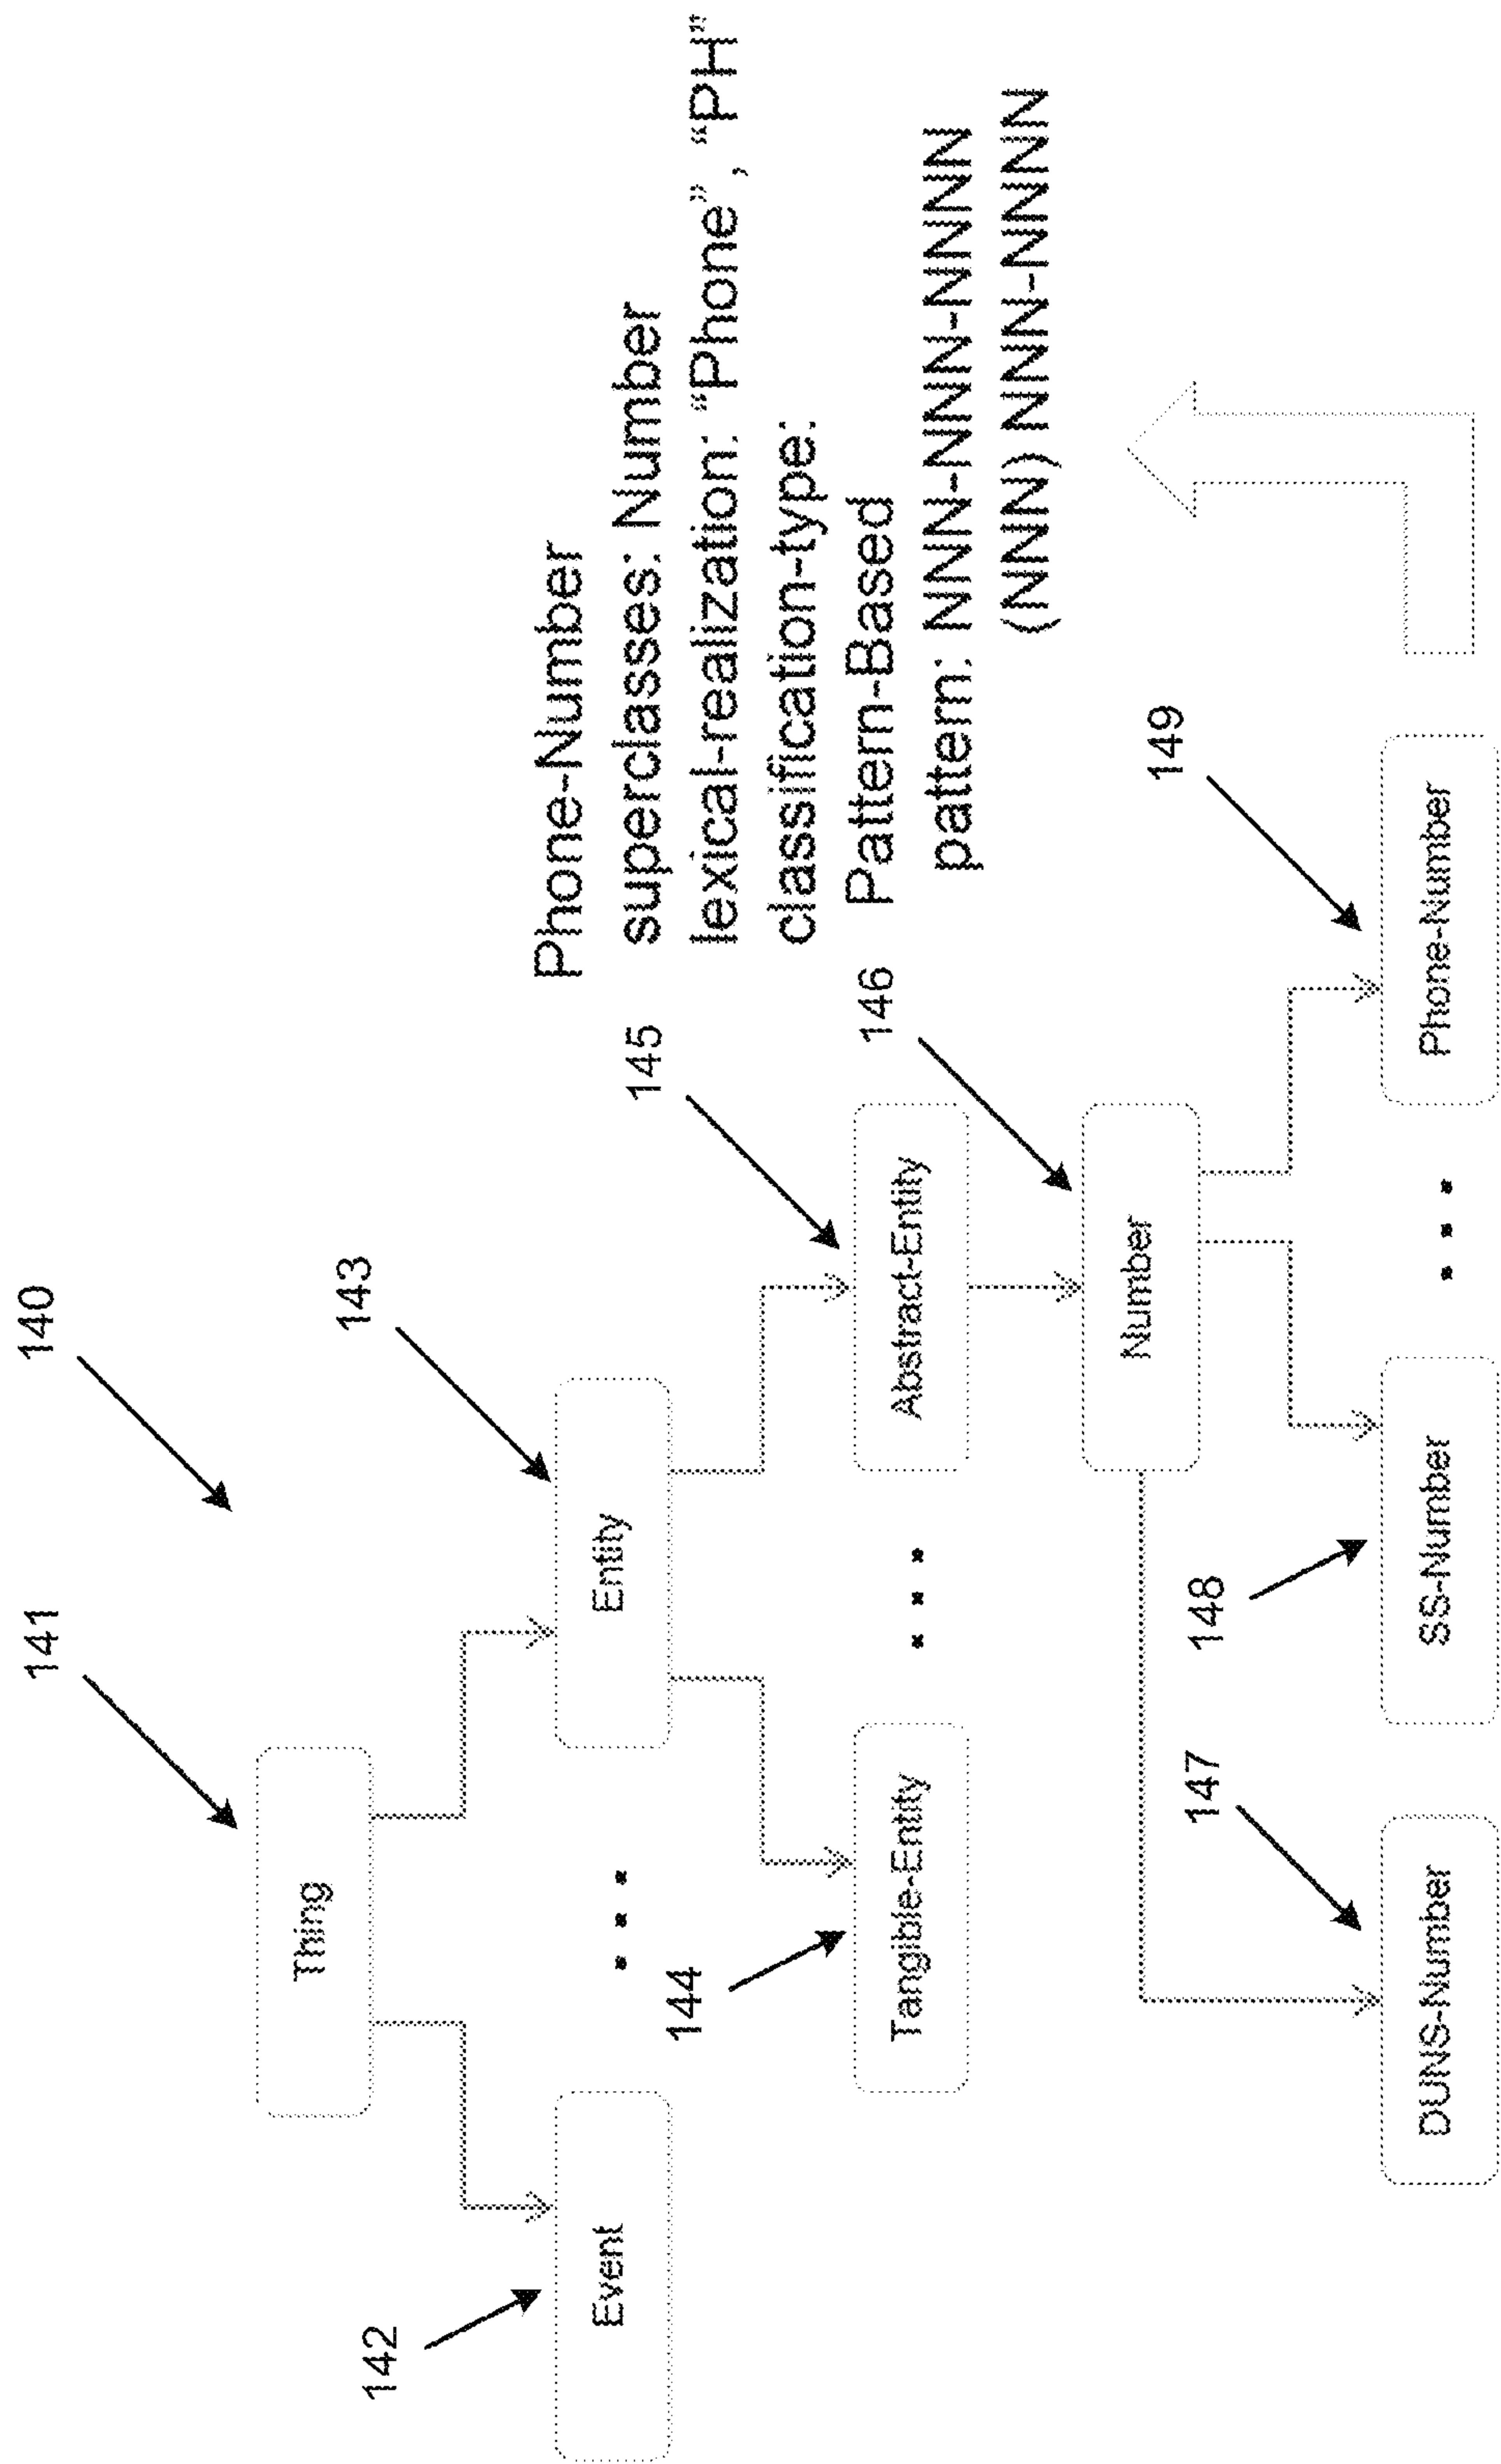 140
141
Thing
143
142
Event
Entity
Phone-Number
superclasses: Number
lexical-realization: “Phone”, “PH”
classification-type:
Pattern-Based
pattern: NNN-NNN-NNNN
(NNN) NNN-NNNN
145
144
Tangible-Entity
Abstract-Entity
146
Number
149
147
148
DUNS-Number
SS-Number
Phone-Number